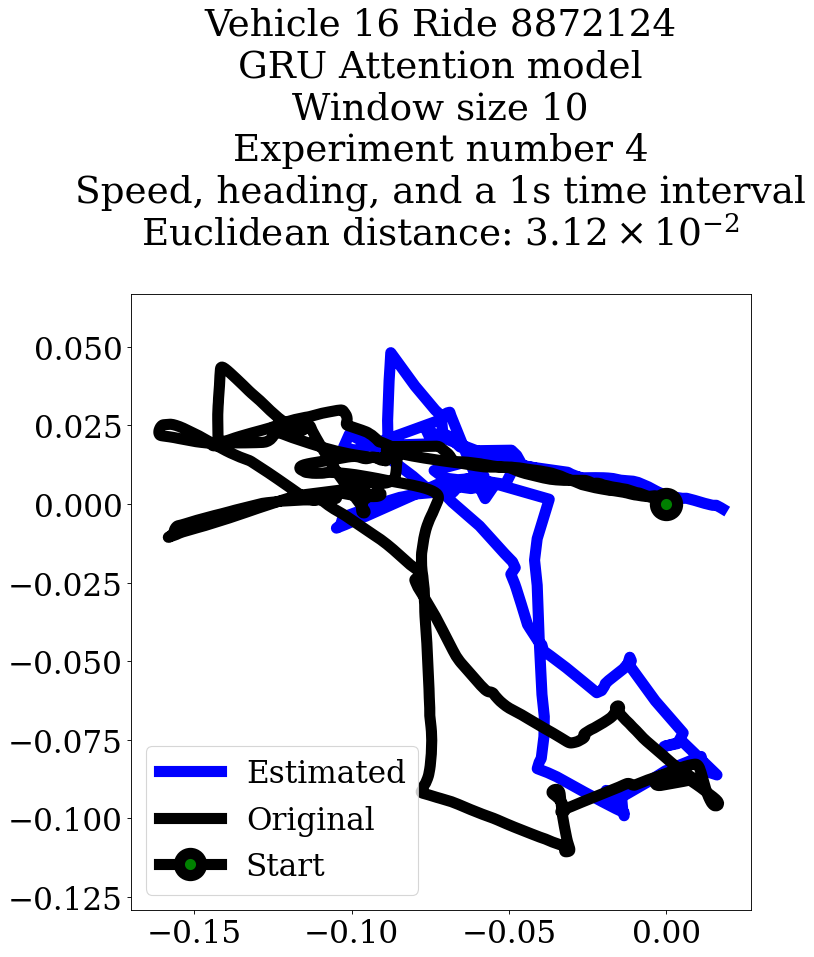 Vehicle 16 Ride 8872124
GRU Attention model
Window size 10
Experiment number 4
Speed, heading, and a 1s time interval
Euclidean distance: 3.12 × 10⁻²
0.050
0.025
0.000
−0.025
−0.050
−0.075
−0.100
−0.125
Estimated
Original
Start
−0.15 −0.10 −0.05 0.00